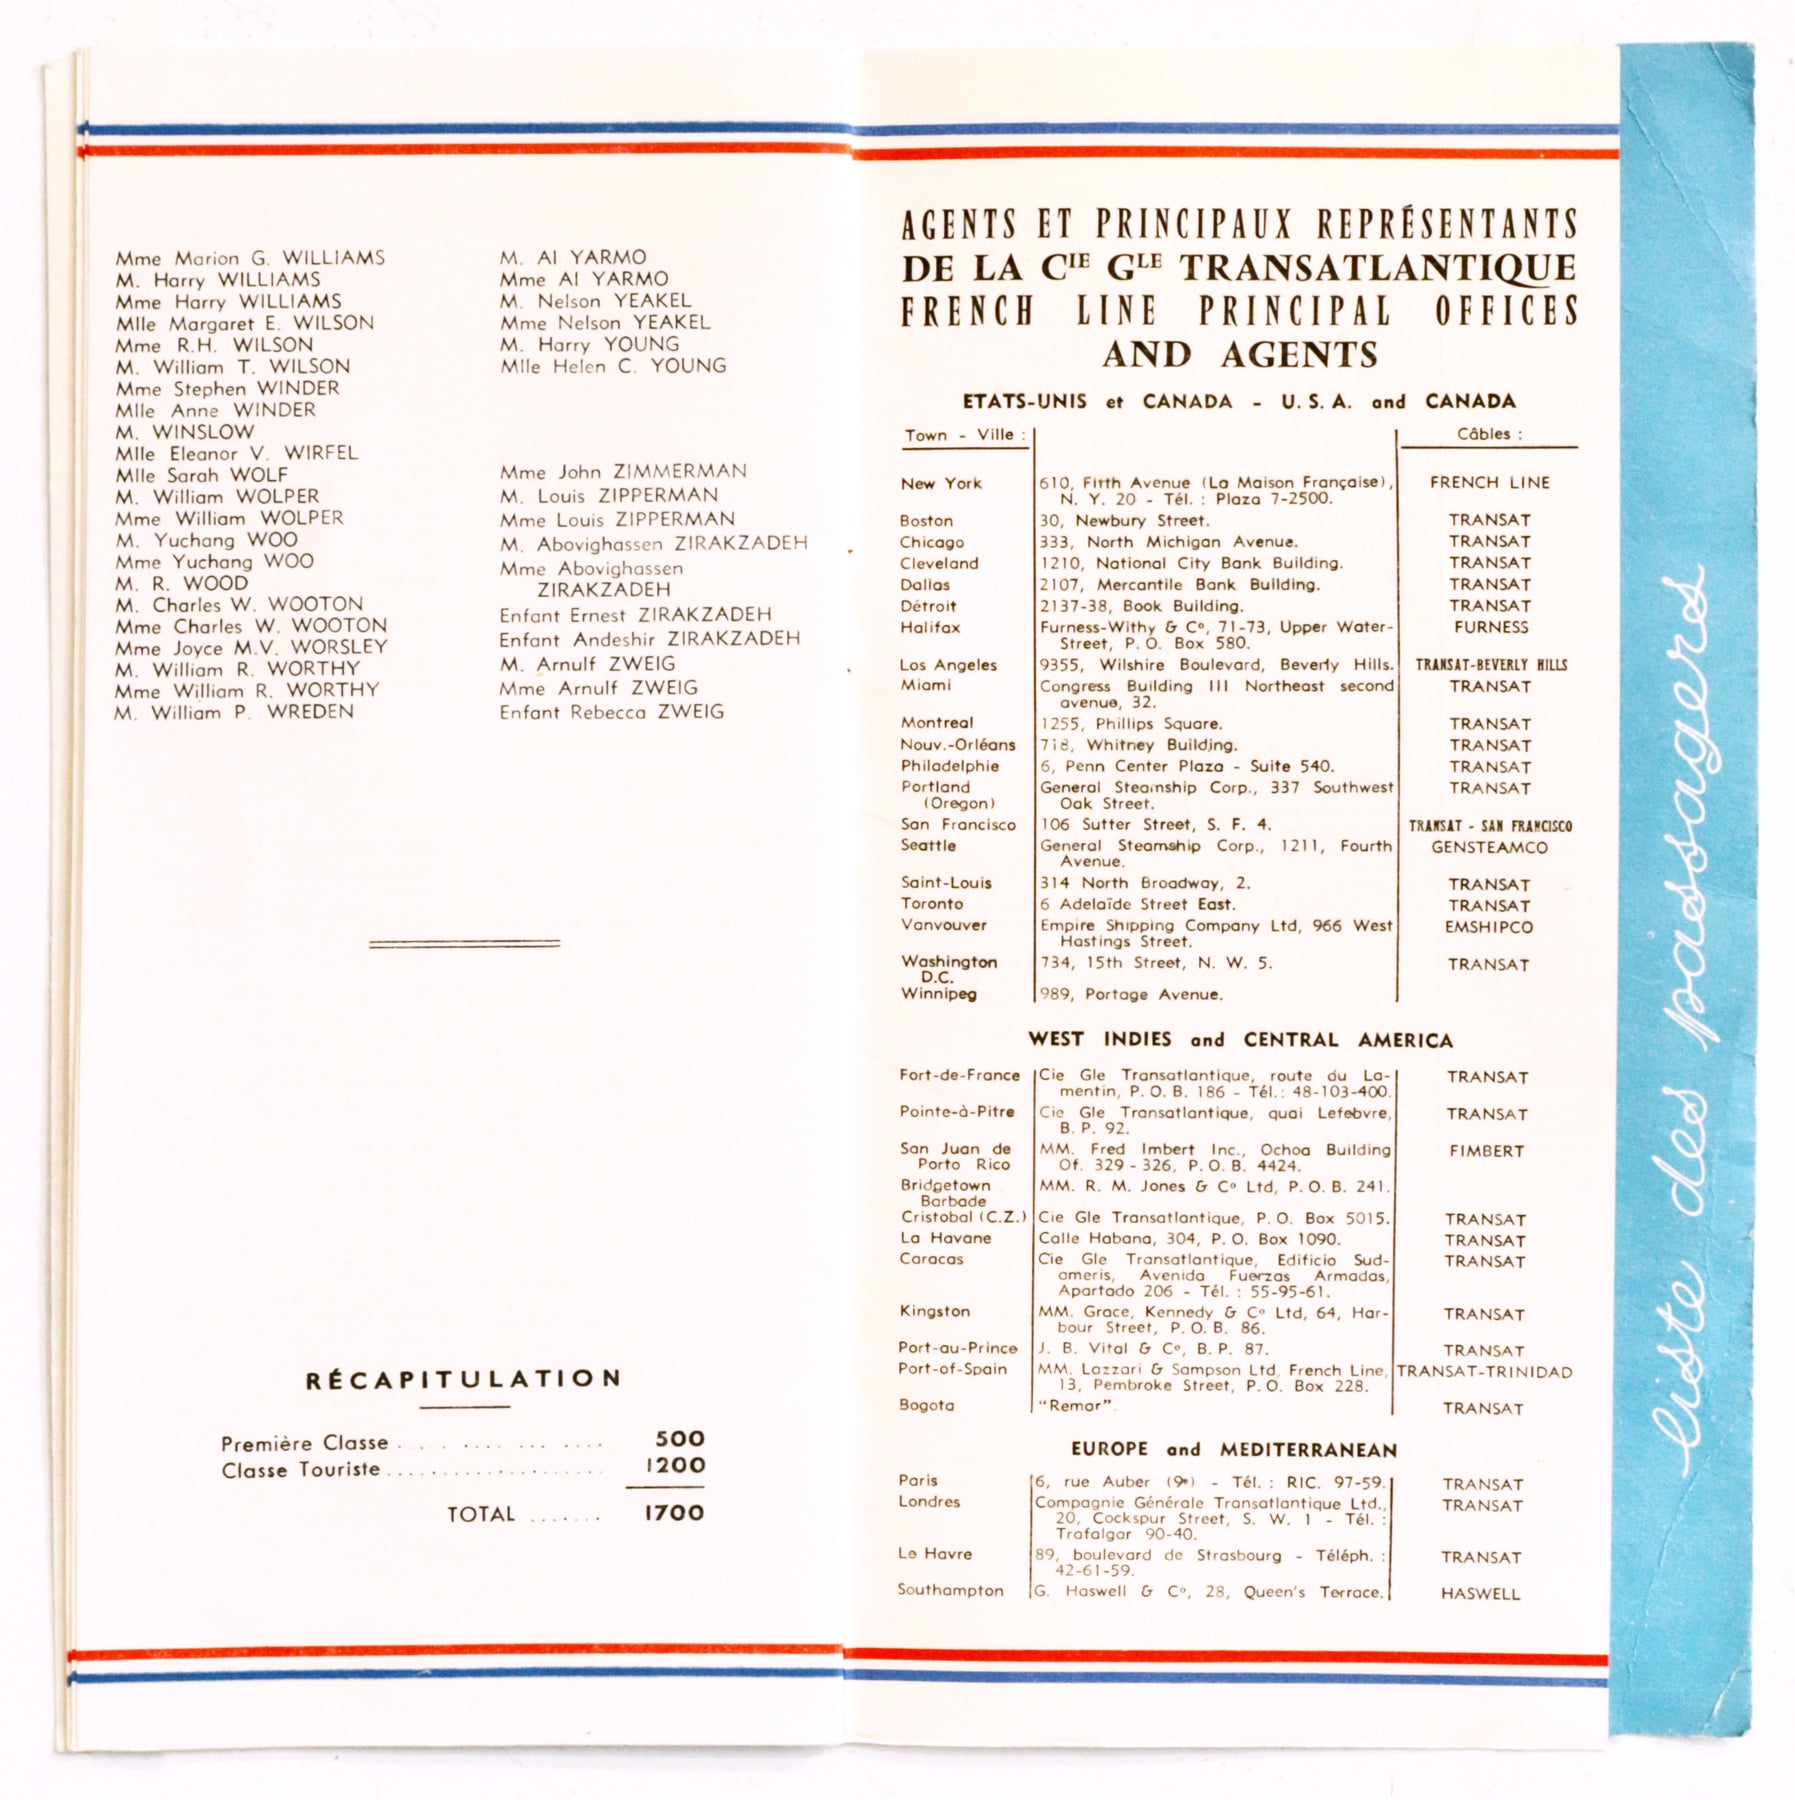 Mme Marion G. WILLIAMS
M. Harry WILLIAMS
Mme Harry WILLIAMS
Mlle Margaret E. WILSON
Mme R.H. WILSON
M. William T. WILSON
Mme Stephen WINDER
Mlle Anne WINDER
M. WINSLOW
Mlle Eleanor V. WIRFEL
Mlle Sarah WOLF
M. William WOLPER
Mme William WOLPER
M. Yuchang WOO
Mme Yuchang WOO
M. R. WOOD
M. Charles W. WOOTON
Mme Charles W. WOOTON
Mme Joyce M.V. WORSLEY
M. William R. WORTHY
Mme William R. WORTHY
M. William P. WREDEN
M. Al YARMO
Mme Al YARMO
M. Nelson YEAKEL
Mme Nelson YEAKEL
M. Harry YOUNG
Mlle Helen C. YOUNG
Mme John ZIMMERMAN
M. Louis ZIPPERMAN
Mme Louis ZIPPERMAN
M. Abovighassen ZIRAKZADEH
Mme Abovighassen
ZIRAKZADEH
Enfant Ernest ZIRAKZADEH
Enfant Andeshir ZIRAKZADEH
M. Arnulf ZWEIG
Mme Arnulf ZWEIG
Enfant Rebecca ZWEIG
RÉCAPITULATION
Première Classe . . . . . . . . . . . . 500
Classe Touriste . . . . . . . . . . . . 1200
TOTAL . . . . . . . 1700
AGENTS ET PRINCIPAUX REPRÉSENTANTS
DE LA CIE GLE TRANSATLANTIQUE
FRENCH LINE PRINCIPAL OFFICES
AND AGENTS
ETATS-UNIS et CANADA - U. S. A. and CANADA
Town - Ville : Câbles :
New York 610, Fifth Avenue (La Maison Française), FRENCH LINE
N. Y. 20 - Tél. : Plaza 7-2500.
Boston 30, Newbury Street. TRANSAT
Chicago 333, North Michigan Avenue. TRANSAT
Cleveland 1210, National City Bank Building. TRANSAT
Dallas 2107, Mercantile Bank Building. TRANSAT
Détroit 2137-38, Book Building. TRANSAT
Halifax Furness-Withy & Co, 71-73, Upper Water- FURNESS
Street, P. O. Box 580.
Los Angeles 9355, Wilshire Boulevard, Beverly Hills. TRANSAT-BEVERLY HILLS
Miami Congress Building III Northeast second TRANSAT
avenue, 32.
Montreal 1255, Phillips Square. TRANSAT
Nouv.-Orléans 718, Whitney Building. TRANSAT
Philadelphie 6, Penn Center Plaza - Suite 540. TRANSAT
Portland General Steamship Corp., 337 Southwest TRANSAT
(Oregon) Oak Street.
San Francisco 106 Sutter Street, S. F. 4. TRANSAT - SAN FRANCISCO
Seattle General Steamship Corp., 1211, Fourth GENSTEAMCO
Avenue.
Saint-Louis 314 North Broadway, 2. TRANSAT
Toronto 6 Adelaïde Street East. TRANSAT
Vanvouver Empire Shipping Company Ltd, 966 West EMSHIPCO
Hastings Street.
Washington 734, 15th Street, N. W. 5. TRANSAT
D.C.
Winnipeg 989, Portage Avenue.
WEST INDIES and CENTRAL AMERICA
Fort-de-France Cie Gle Transatlantique, route du La- TRANSAT
mentin, P. O. B. 186 - Tél.: 48-103-400.
Pointe-à-Pitre Cie Gle Transatlantique, quai Lefebvre, TRANSAT
B. P. 92.
San Juan de MM. Fred Imbert Inc., Ochoa Building FIMBERT
Porto Rico Of. 329 - 326, P. O. B. 4424.
Bridgetown MM. R. M. Jones & Co Ltd, P. O. B. 241.
Barbade
Cristobal (C.Z.) Cie Gle Transatlantique, P. O. Box 5015. TRANSAT
La Havane Calle Habana, 304, P. O. Box 1090. TRANSAT
Caracas Cie Gle Transatlantique, Edificio Sud- TRANSAT
ameris, Avenida Fuerzas Armadas,
Apartado 206 - Tél. : 55-95-61.
Kingston MM. Grace, Kennedy & Co Ltd, 64, Har- TRANSAT
bour Street, P. O. B. 86.
Port-au-Prince J. B. Vital & Co, B. P. 87. TRANSAT
Port-of-Spain MM. Lazzari & Sampson Ltd, French Line, TRANSAT-TRINIDAD
13, Pembroke Street, P. O. Box 228.
Bogota "Remar". TRANSAT
EUROPE and MEDITERRANEAN
Paris 6, rue Auber (9e) - Tél. : RIC. 97-59. TRANSAT
Londres Compagnie Générale Transatlantique Ltd., TRANSAT
20, Cockspur Street, S. W. 1 - Tél. :
Trafalgar 90-40.
Le Havre 89, boulevard de Strasbourg - Téléph. : TRANSAT
42-61-59.
Southampton G. Haswell & Co, 28, Queen's Terrace. HASWELL
liste des passagers